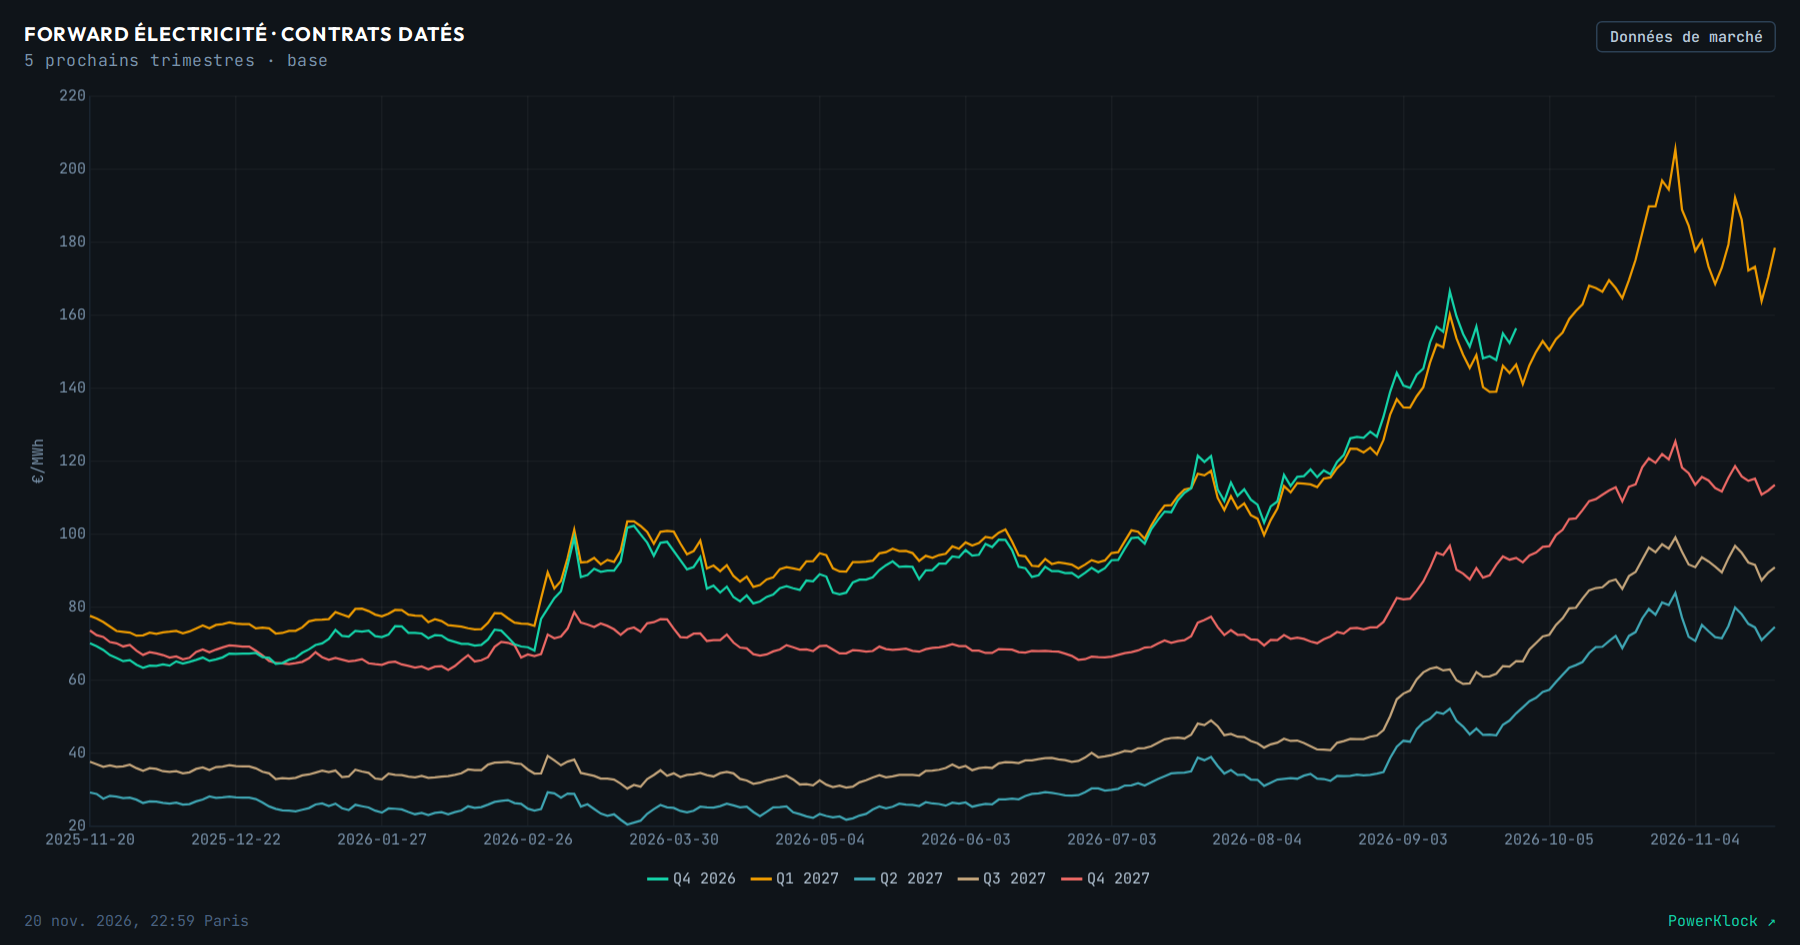 FORWARD ÉLECTRICITÉ · CONTRATS DATÉS
5 prochains trimestres · base
Données de marché
220
200
180
160
140
120
100
80
60
40
20
€/MWh
2025-11-20 2025-12-22 2026-01-27 2026-02-26 2026-03-30 2026-05-04 2026-06-03 2026-07-03 2026-08-04 2026-09-03 2026-10-05 2026-11-04
Q4 2026 Q1 2027 Q2 2027 Q3 2027 Q4 2027
20 nov. 2026, 22:59 Paris
PowerKlock ↗